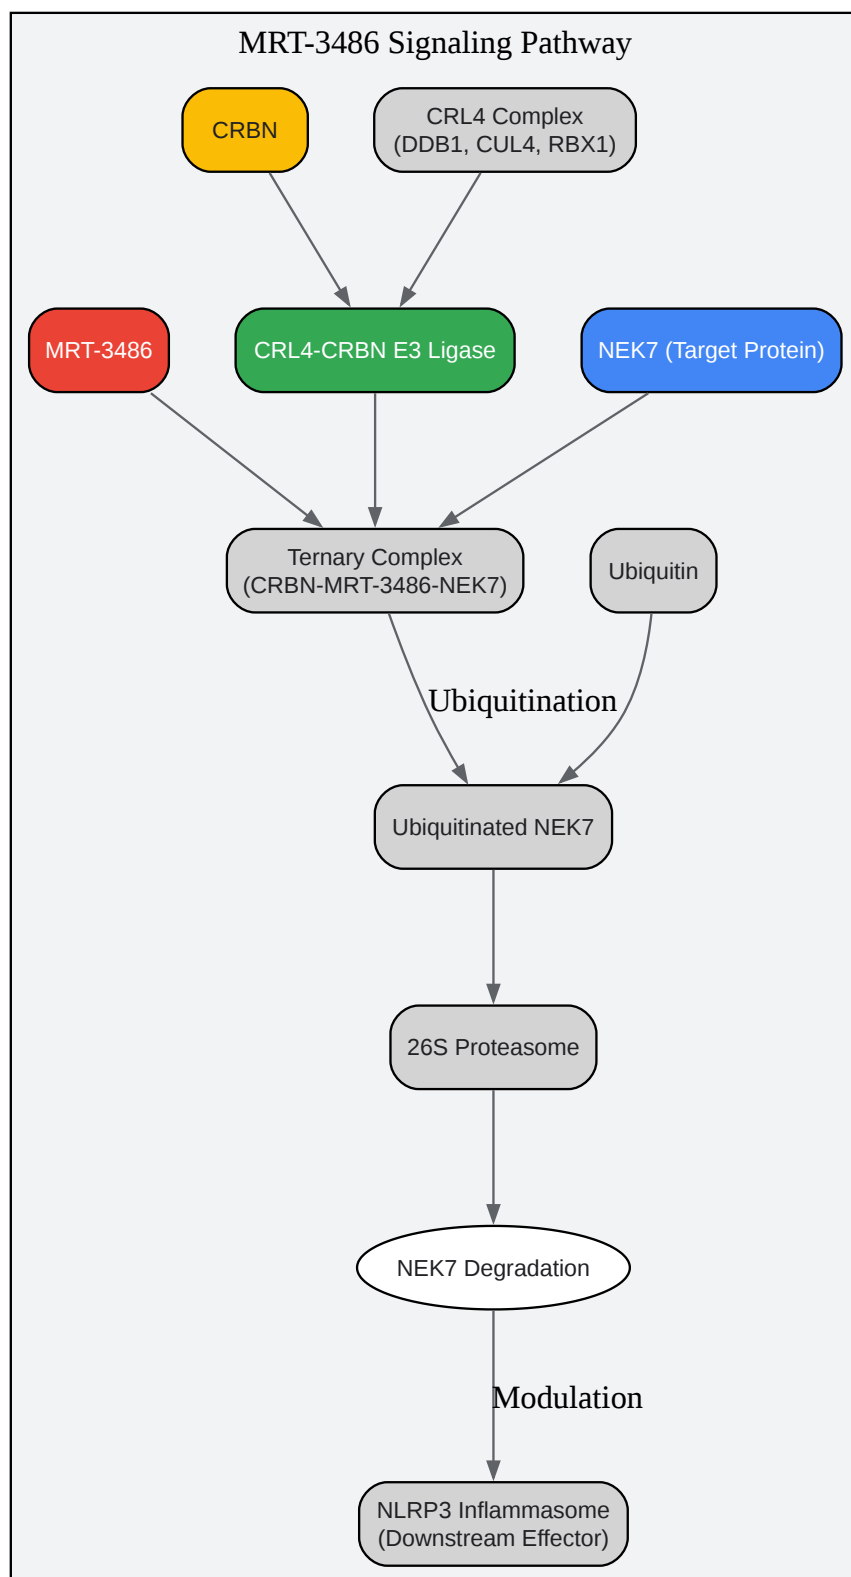 MRT-3486 Signaling Pathway
CRBN
CRL4 Complex
(DDB1, CUL4, RBX1)
MRT-3486
CRL4-CRBN E3 Ligase
NEK7 (Target Protein)
Ternary Complex
(CRBN-MRT-3486-NEK7)
Ubiquitin
Ubiquitination
Ubiquitinated NEK7
26S Proteasome
NEK7 Degradation
Modulation
NLRP3 Inflammasome
(Downstream Effector)